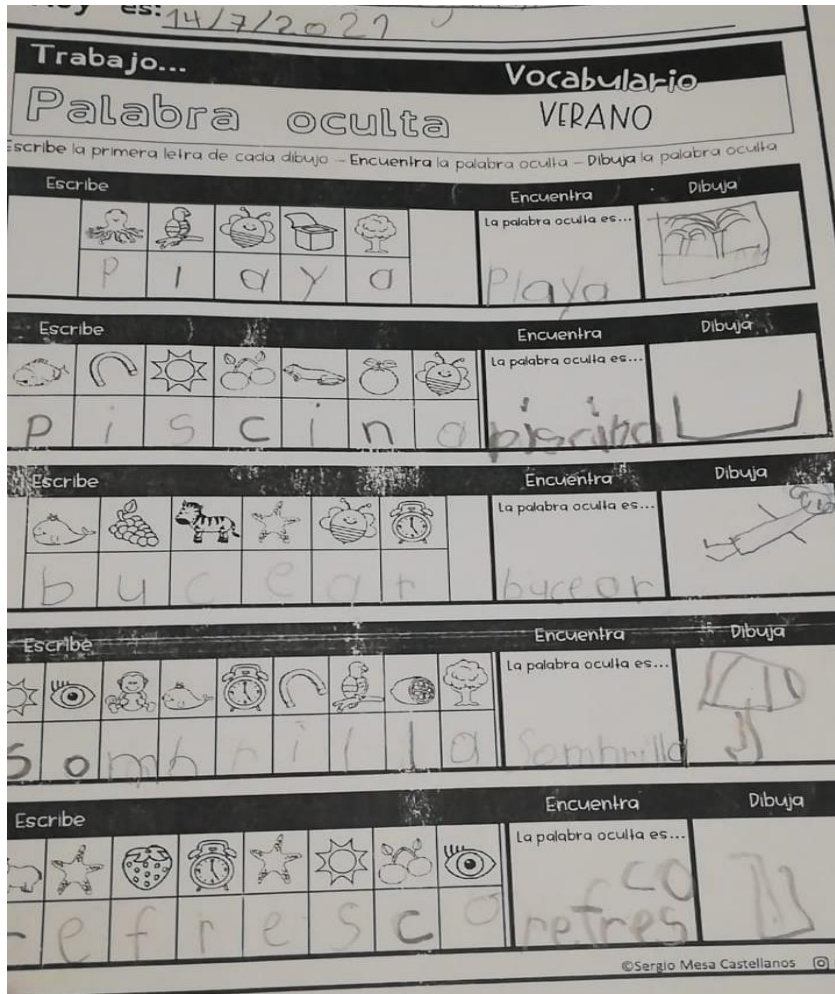 es: 14/7/2021
Trabajo...
Vocabulario
Palabra oculta
VERANO
Escribe la primera letra de cada dibujo - Encuentra la palabra oculta - Dibuja la palabra oculta
Escribe Encuentra Dibuja
La palabra oculta es...
p l a y a
Playa
Escribe Encuentra Dibuja
La palabra oculta es...
p i s c i n a
piscina
Escribe Encuentra Dibuja
La palabra oculta es...
b u c e a r
bucear
Escribe Encuentra Dibuja
La palabra oculta es...
s o m b r i l l a
Sombrilla
Escribe Encuentra Dibuja
La palabra oculta es...
co
r e f r e s c o
refres
©Sergio Mesa Castellanos